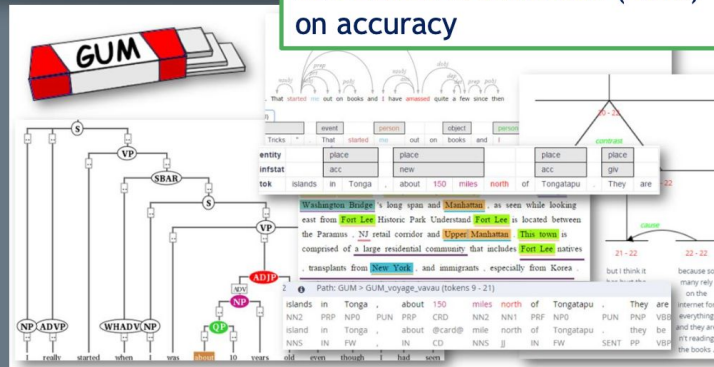 on accuracy
GUM
That started me out on books and I have amassed quite a few since then
event person object person
Tricks " . That started me out on books and I
entity place place place place
infstat acc new acc giv
tok islands in Tonga , about 150 miles north of Tongatapu . They are
20 - 22
contrast
- 22
cause
21 - 22 22 - 22
but I think it
because so
many rely
on the
internet for
everything
and they are
n't reading
the books .
Washington Bridge 's long span and Manhattan , as seen while looking
east from Fort Lee Historic Park Understand Fort Lee is located between
the Paramus , NJ retail corridor and Upper Manhattan . This town is
comprised of a large residential community that includes Fort Lee natives
, transplants from New York , and immigrants , especially from Korea .
2 Path: GUM > GUM_voyage_vavau (tokens 9 - 21)
islands in Tonga , about 150 miles north of Tongatapu . They are
NN2 PRP NP0 PUN PRP CRD NN2 NN1 PRF NP0 PUN PNP VBB
island in Tonga , about @card@ mile north of Tongatapu . they be
NNS IN FW , IN CD NNS JJ IN FW SENT PP VBP
S
VP
SBAR
S
VP
ADJP
ADV
NP
QP
NP ADVP WHADV NP
I really started when I was about 10 years old even though I had seen